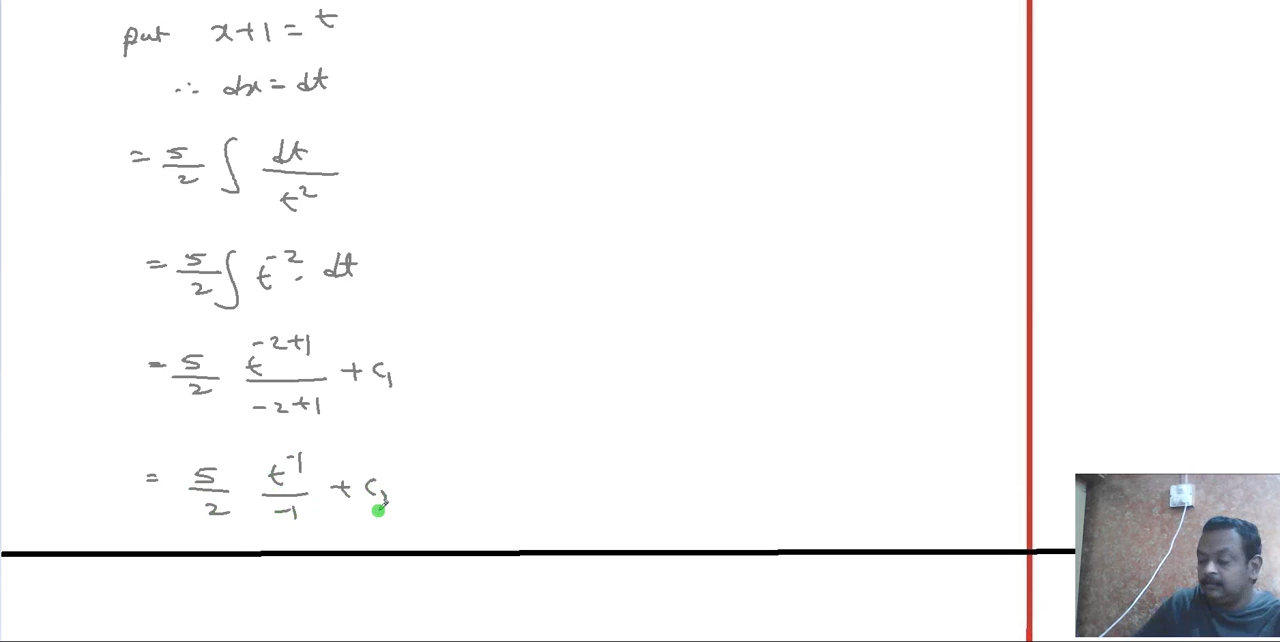 put x+1 = t
∴ dx = dt
= 5/2 ∫ dt/t²
= 5/2 ∫ t⁻² · dt
= 5/2 t⁻²⁺¹/-2+1 + c₁
= 5/2 t⁻¹/-1 + c₁